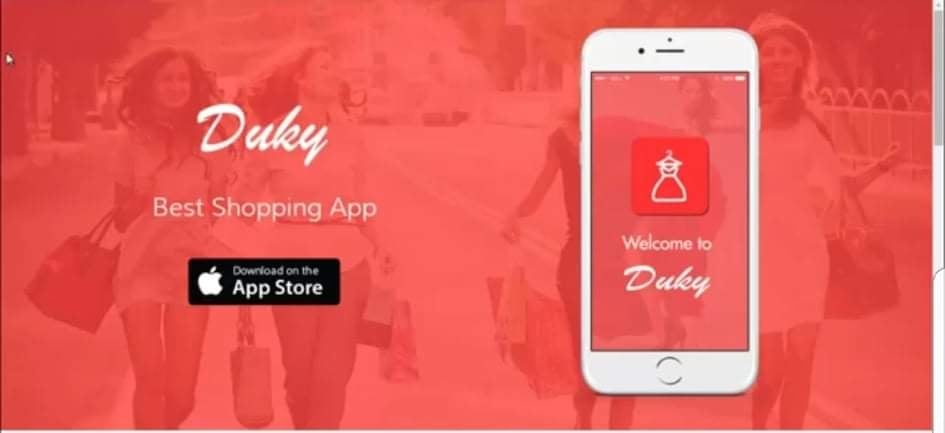 Duky
Best Shopping App
Download on the
App Store
Welcome to
Duky